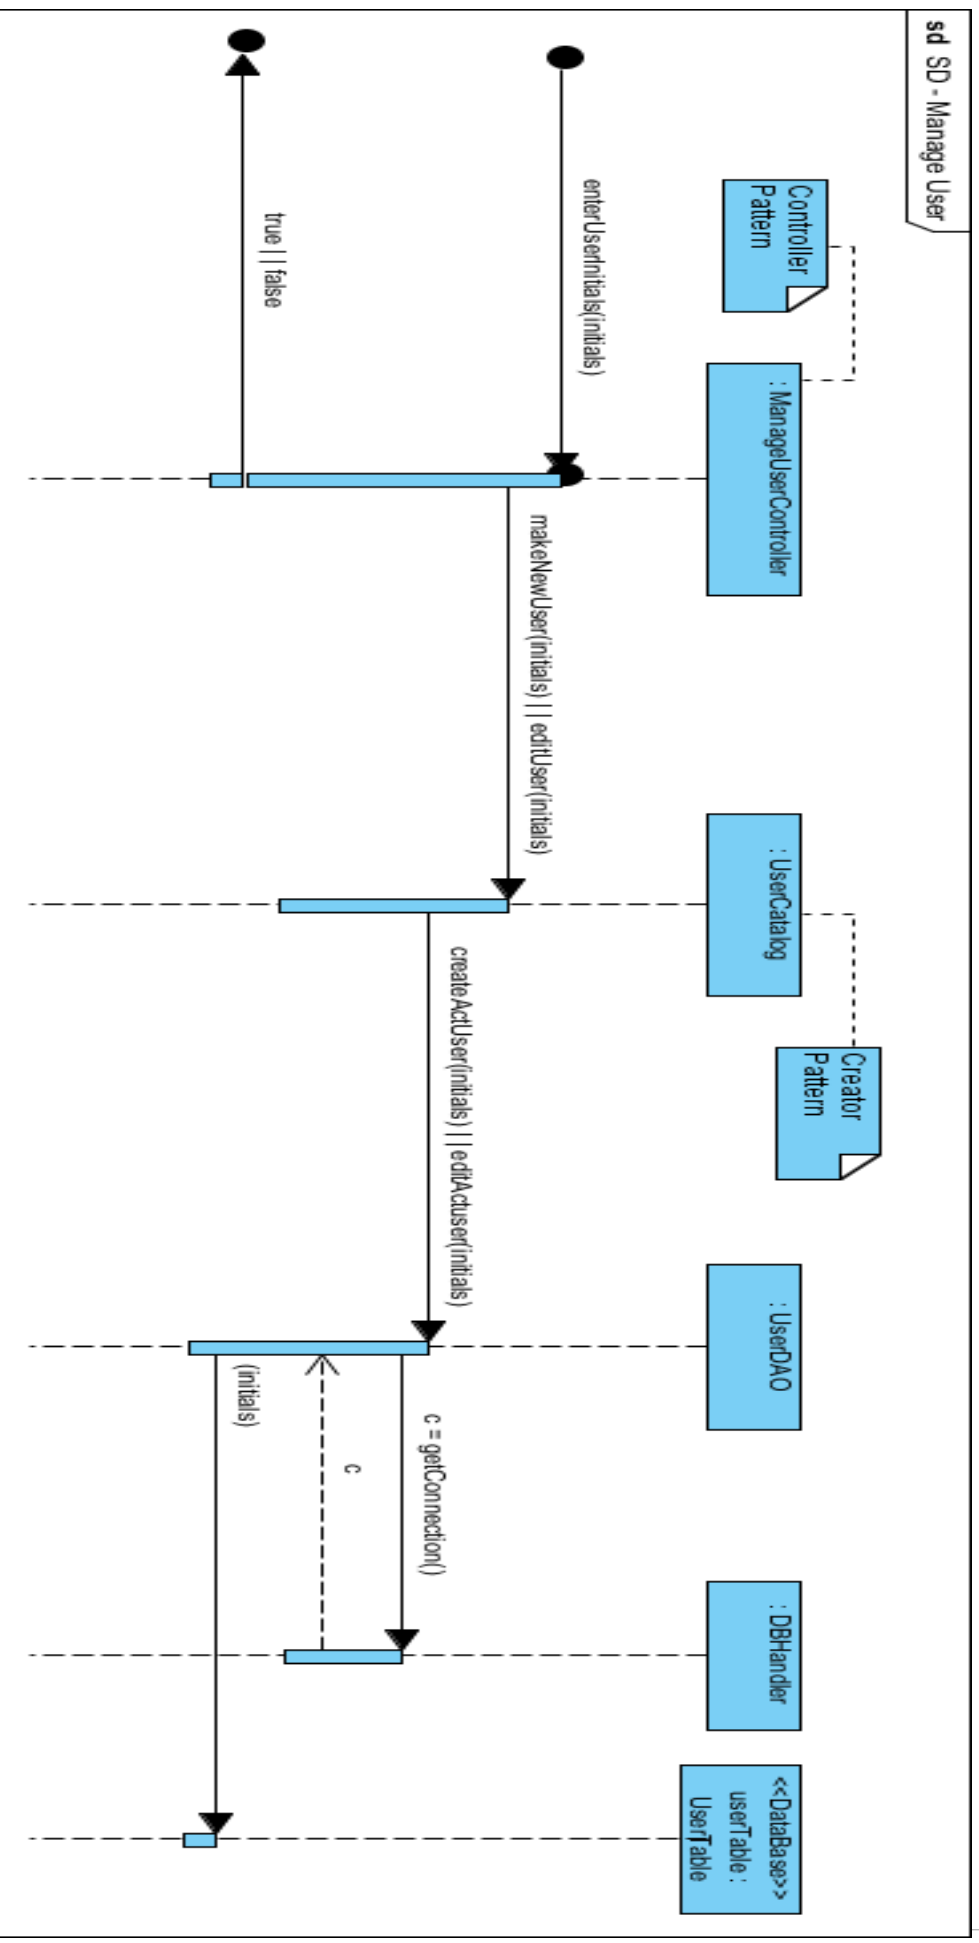 sd SD - Manage User
Controller
Pattern
: ManageUserController
: UserCatalog
Creator
Pattern
: UserDAO
: DBHandler
<<DataBase>>
userTable :
UserTable
enterUserInitials(initials)
makeNewUser(initials) || editUser(initials)
createActUser(initials) || editActuser(initials)
c = getConnection()
c
(initials)
true || false